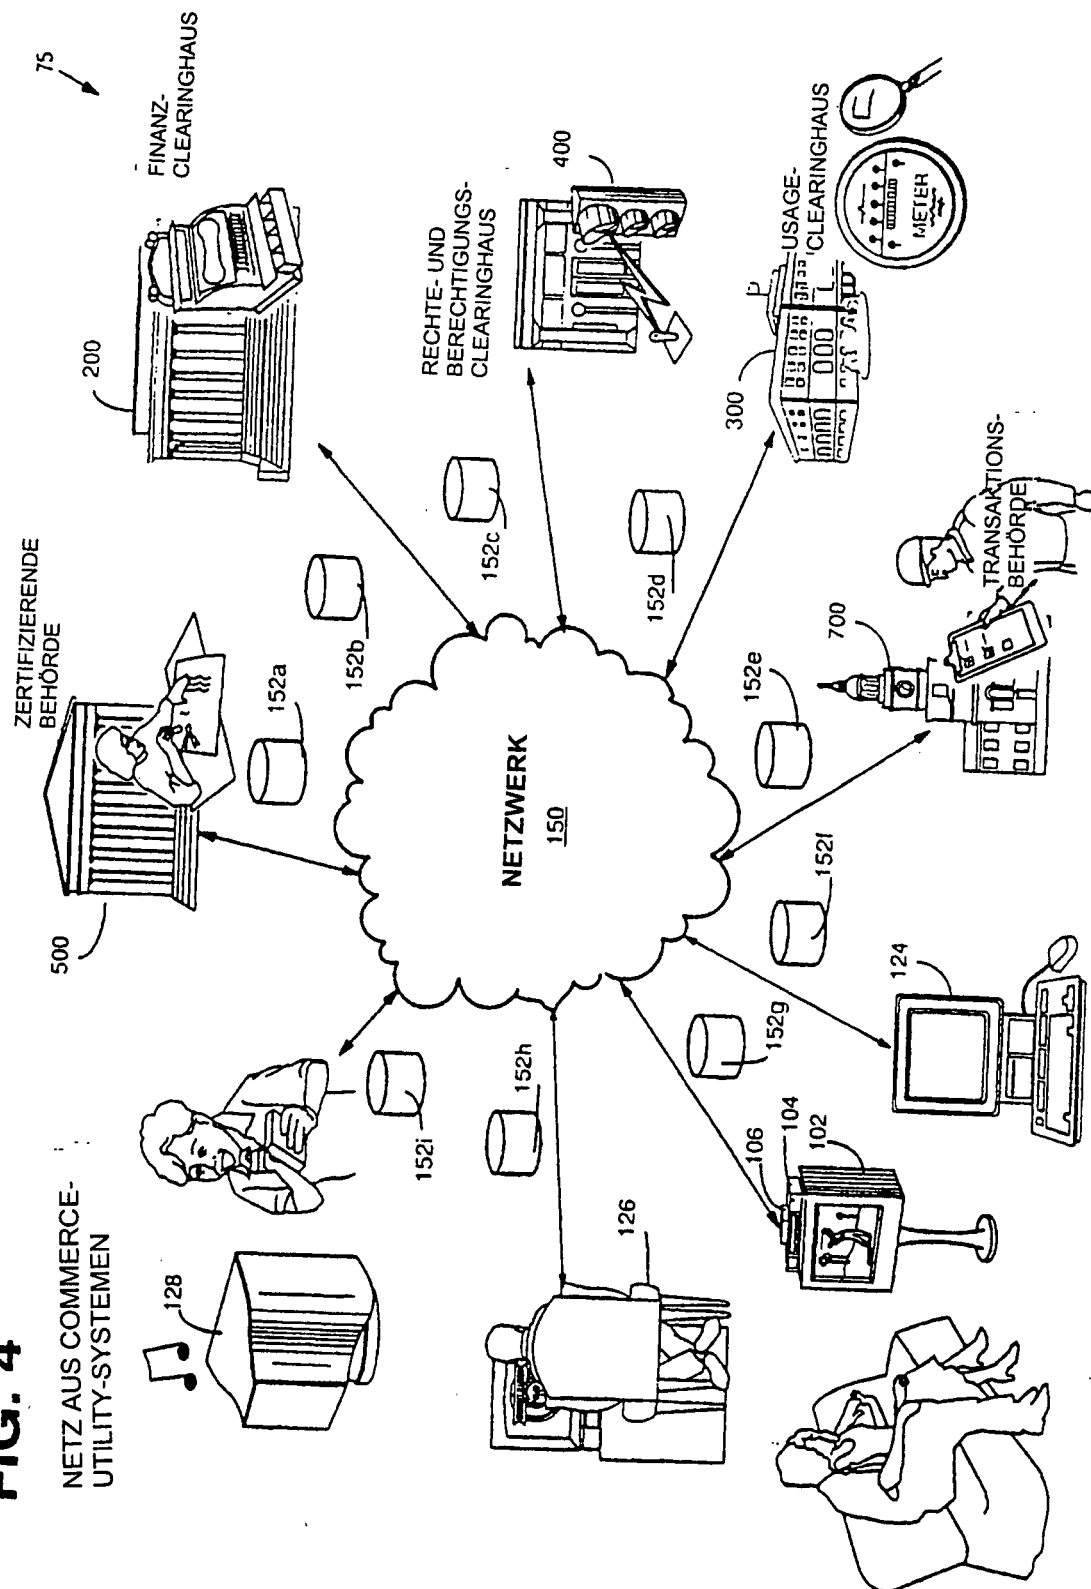 FIG. 4
NETZ AUS COMMERCE-
UTILITY-SYSTEMEN
75
ZERTIFIZIERENDE
BEHÖRDE
500
FINANZ-
CLEARINGHAUS
200
RECHTE- UND
BERECHTIGUNGS-
CLEARINGHAUS
400
USAGE-
CLEARINGHAUS
300
METER
TRANSAKTIONS-
BEHÖRDE
700
NETZWERK
150
152a
152b
152c
152d
152e
152f
152g
152h
152i
124
106
104
102
126
128